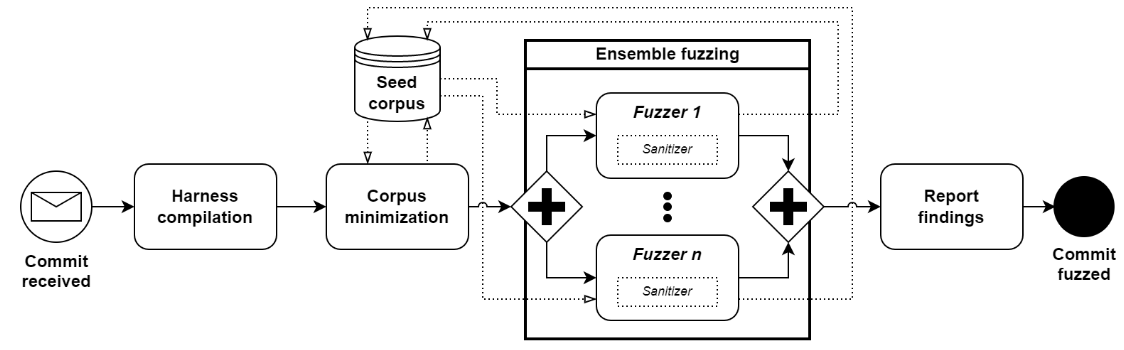 Ensemble fuzzing
Seed
corpus
Fuzzer 1
Sanitizer
Harness
compilation
Corpus
minimization
Report
findings
Fuzzer n
Sanitizer
Commit
received
Commit
fuzzed